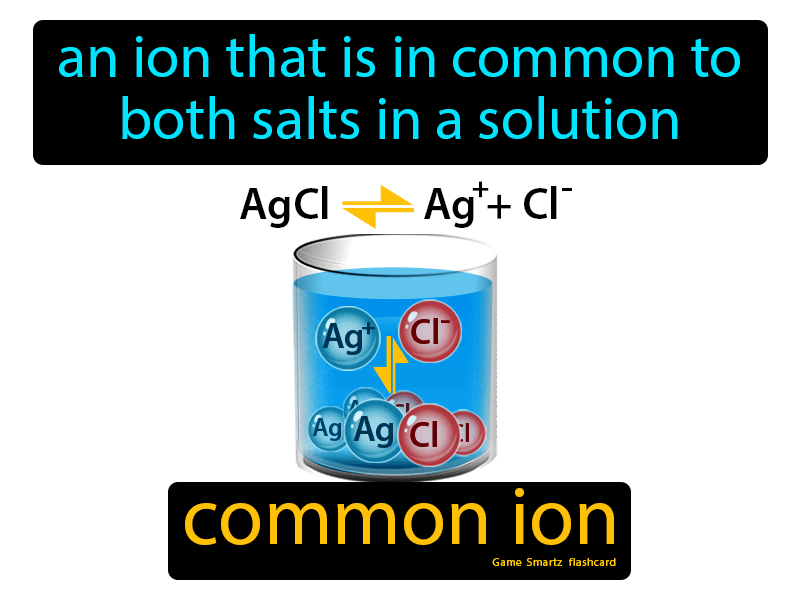 an ion that is in common to
both salts in a solution
AgCl ⇌ Ag⁺ + Cl⁻
Ag⁺ Cl⁻
Ag Ag Cl Cl
common ion
Game Smartz flashcard